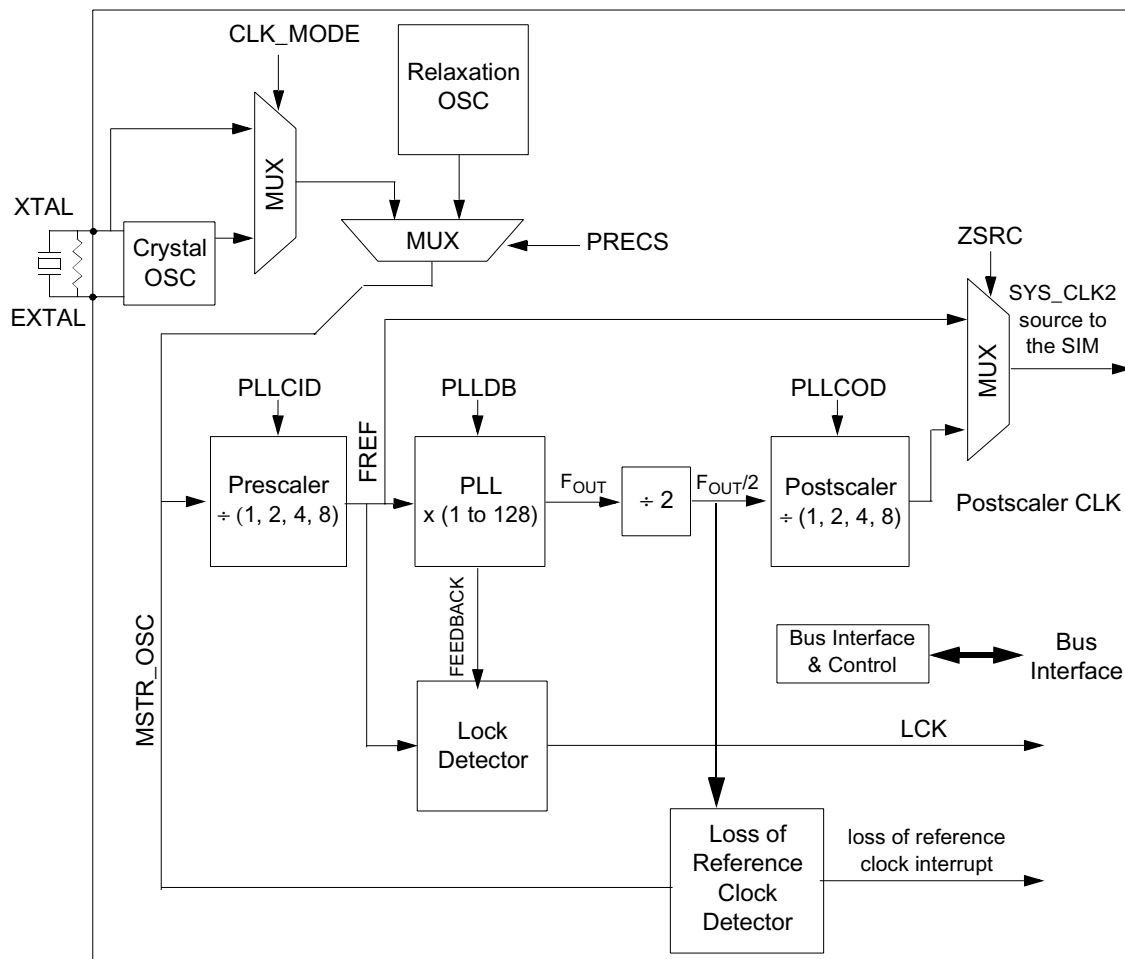 CLK_MODE
Relaxation
OSC
MUX
XTAL
Crystal
OSC
EXTAL
MUX
PRECS
ZSRC
MUX
SYS_CLK2
source to
the SIM
PLLCID
PLLDB
PLLCOD
FREF
Prescaler
÷ (1, 2, 4, 8)
PLL
x (1 to 128)
FOUT
÷ 2
FOUT/2
Postscaler
÷ (1, 2, 4, 8)
Postscaler CLK
MSTR_OSC
FEEDBACK
Bus Interface
& Control
Bus
Interface
Lock
Detector
LCK
Loss of
Reference
Clock
Detector
loss of reference
clock interrupt